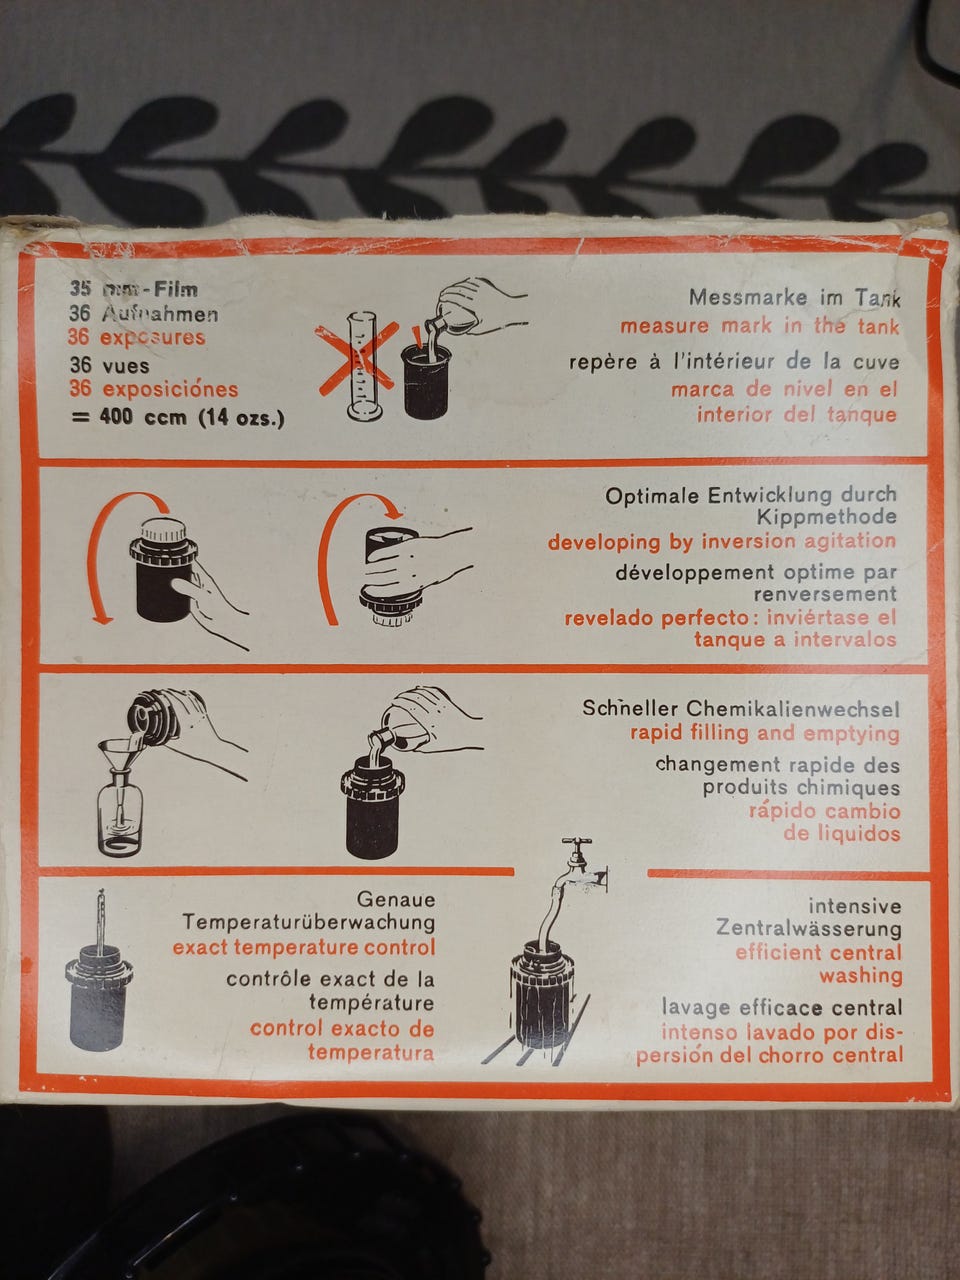 35 mm-Film
36 Aufnahmen
36 exposures
36 vues
36 exposiciónes
= 400 ccm (14 ozs.)
Messmarke im Tank
measure mark in the tank
repère à l'intérieur de la cuve
marca de nivel en el
interior del tanque
Optimale Entwicklung durch
Kippmethode
developing by inversion agitation
développement optime par
renversement
revelado perfecto: inviértase el
tanque a intervalos
Schneller Chemikalienwechsel
rapid filling and emptying
changement rapide des
produits chimiques
rápido cambio
de liquidos
Genaue
Temperaturüberwachung
exact temperature control
contrôle exact de la
température
control exacto de
temperatura
intensive
Zentralwässerung
efficient central
washing
lavage efficace central
intenso lavado por dis-
persión del chorro central